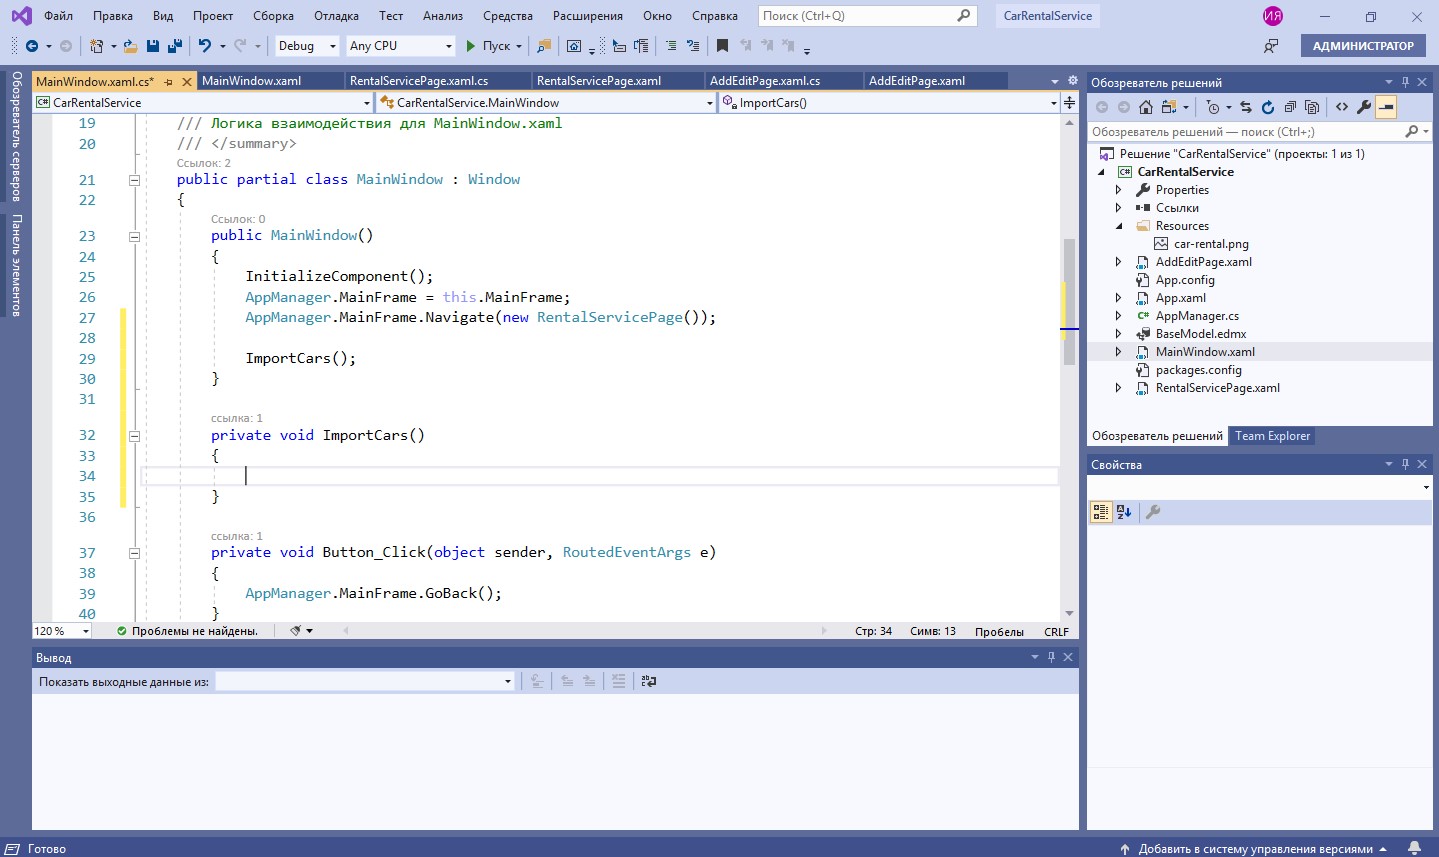 Файл Правка Вид Проект Сборка Отладка Тест Анализ Средства Расширения Окно Справка Поиск (Ctrl+Q) CarRentalService ИЯ
Debug Any CPU Пуск АДМИНИСТРАТОР
Обозреватель серверов
Панель элементов
MainWindow.xaml.cs* MainWindow.xaml RentalServicePage.xaml.cs RentalServicePage.xaml AddEditPage.xaml.cs AddEditPage.xaml
CarRentalService CarRentalService.MainWindow ImportCars()
19 /// Логика взаимодействия для MainWindow.xaml
20 /// </summary>
Ссылок: 2
21 public partial class MainWindow : Window
22 {
Ссылок: 0
23 public MainWindow()
24 {
25 InitializeComponent();
26 AppManager.MainFrame = this.MainFrame;
27 AppManager.MainFrame.Navigate(new RentalServicePage());
28
29 ImportCars();
30 }
31
ссылка: 1
32 private void ImportCars()
33 {
34
35 }
36
ссылка: 1
37 private void Button_Click(object sender, RoutedEventArgs e)
38 {
39 AppManager.MainFrame.GoBack();
40 }
120 % Проблемы не найдены. Стр: 34 Симв: 13 Пробелы CRLF
Вывод
Показать выходные данные из:
Обозреватель решений
Обозреватель решений — поиск (Ctrl+;)
Решение "CarRentalService" (проекты: 1 из 1)
CarRentalService
Properties
Ссылки
Resources
car-rental.png
AddEditPage.xaml
App.config
App.xaml
AppManager.cs
BaseModel.edmx
MainWindow.xaml
packages.config
RentalServicePage.xaml
Обозреватель решений Team Explorer
Свойства
Готово Добавить в систему управления версиями